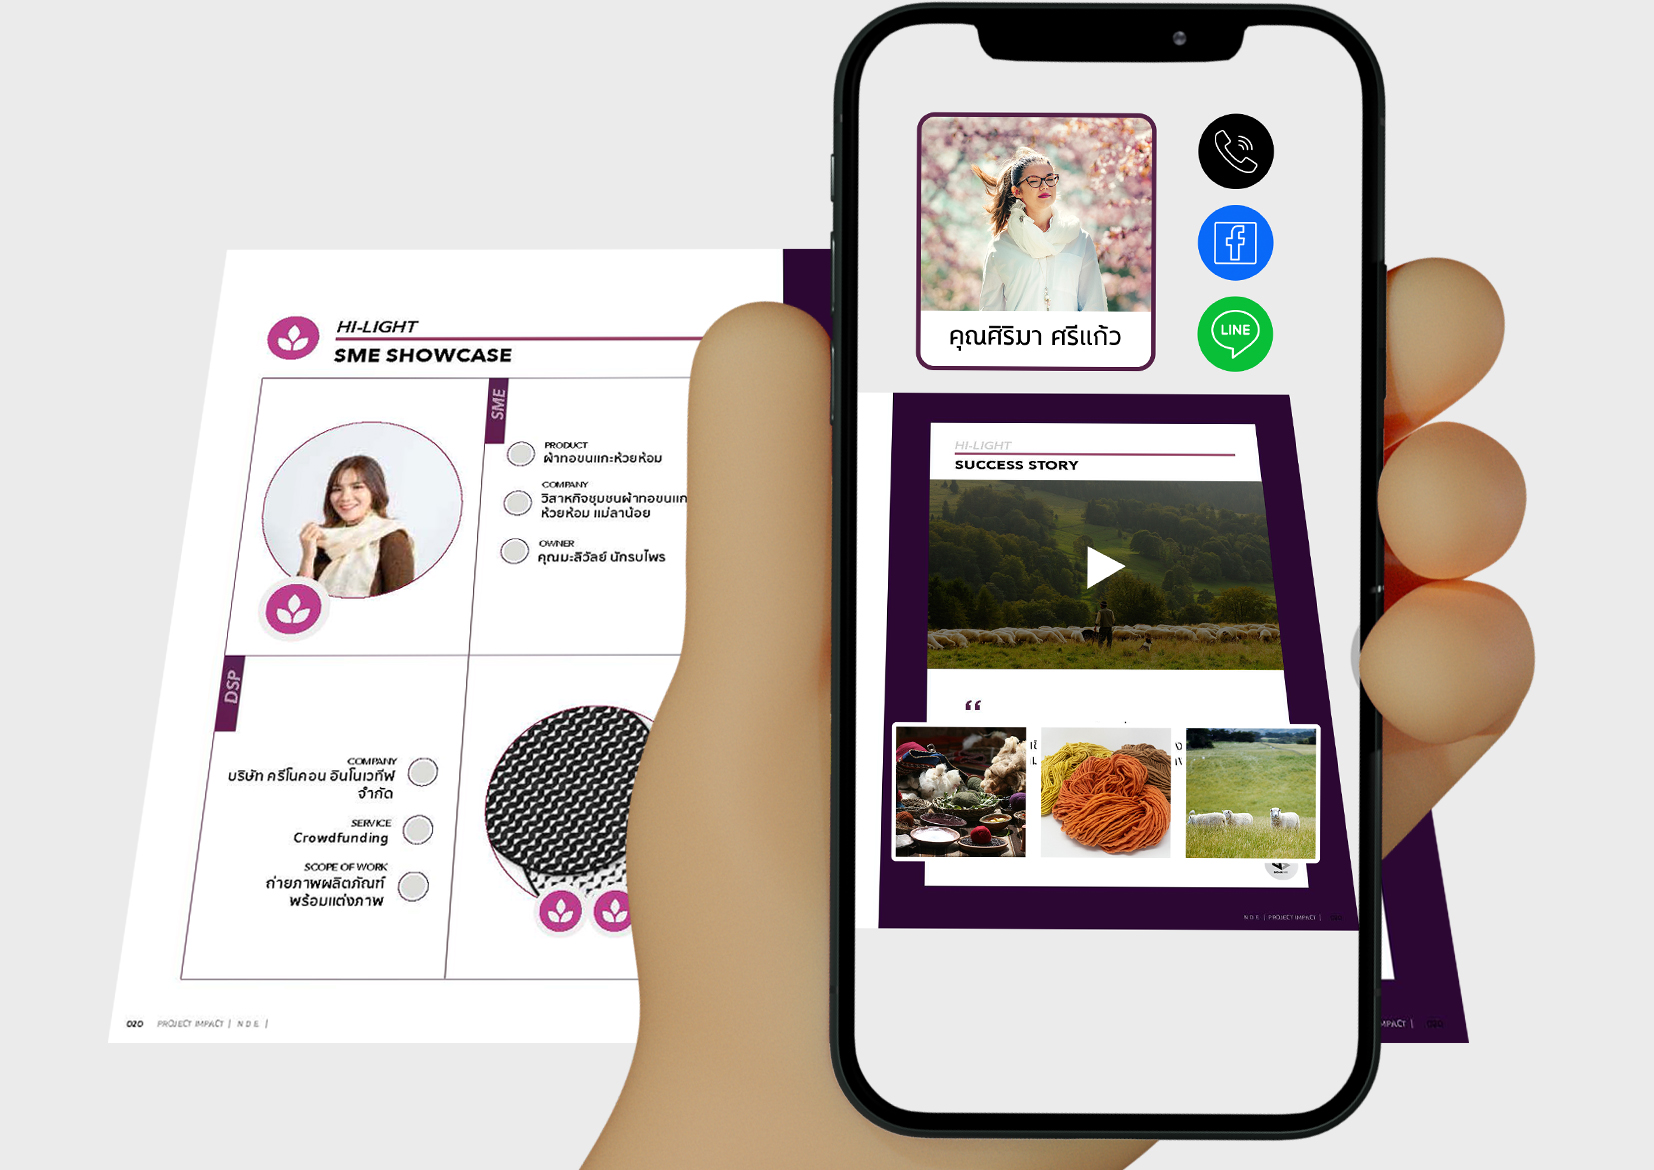 HI-LIGHT
SME SHOWCASE
SME
PRODUCT
ผ้าทอขนแกะห้วยห้อม
COMPANY
วิสาหกิจชุมชนผ้าทอขนแก
ห้วยห้อม แม่ลาน้อย
OWNER
คุณมะลิวัลย์ นักรบไพร
DSP
COMPANY
บริษัท ครีโนคอน อินโนเวทีฟ
จำกัด
SERVICE
Crowdfunding
SCOPE OF WORK
ถ่ายภาพผลิตภัณฑ์
พร้อมแต่งภาพ
020 PROJECT IMPACT | N D E |
คุณศิริมา ศรีแก้ว
LINE
HI-LIGHT
SUCCESS STORY
“
N D E | PROJECT IMPACT |
MPACT | 020